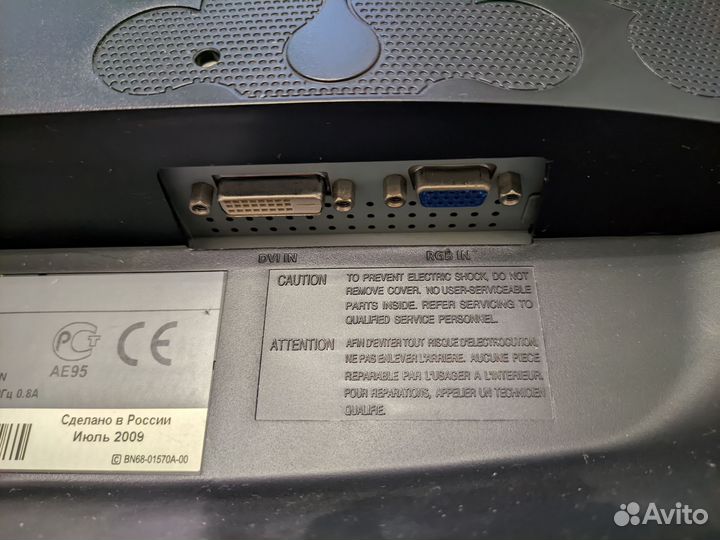 DVI IN
RGB IN
CAUTION
TO PREVENT ELECTRIC SHOCK, DO NOT
REMOVE COVER. NO USER-SERVICEABLE
PARTS INSIDE. REFER SERVICING TO
QUALIFIED SERVICE PERSONNEL.
ATTENTION
AFIN D'EVITER TOUT RISQUE D'ELECTROCUTION,
NE PAS ENLEVER L'ARRIERE. AUCUNE PIECE
REPARABLE PAR L'USAGER A L'INTERIEUR.
POUR REPARATIONS, APPELER UN TECHNICIEN
QUALIFIE.
РСТ CE
АЕ95
N
Гц 0.8A
Сделано в России
Июль 2009
© BN68-01570A-00
Avito